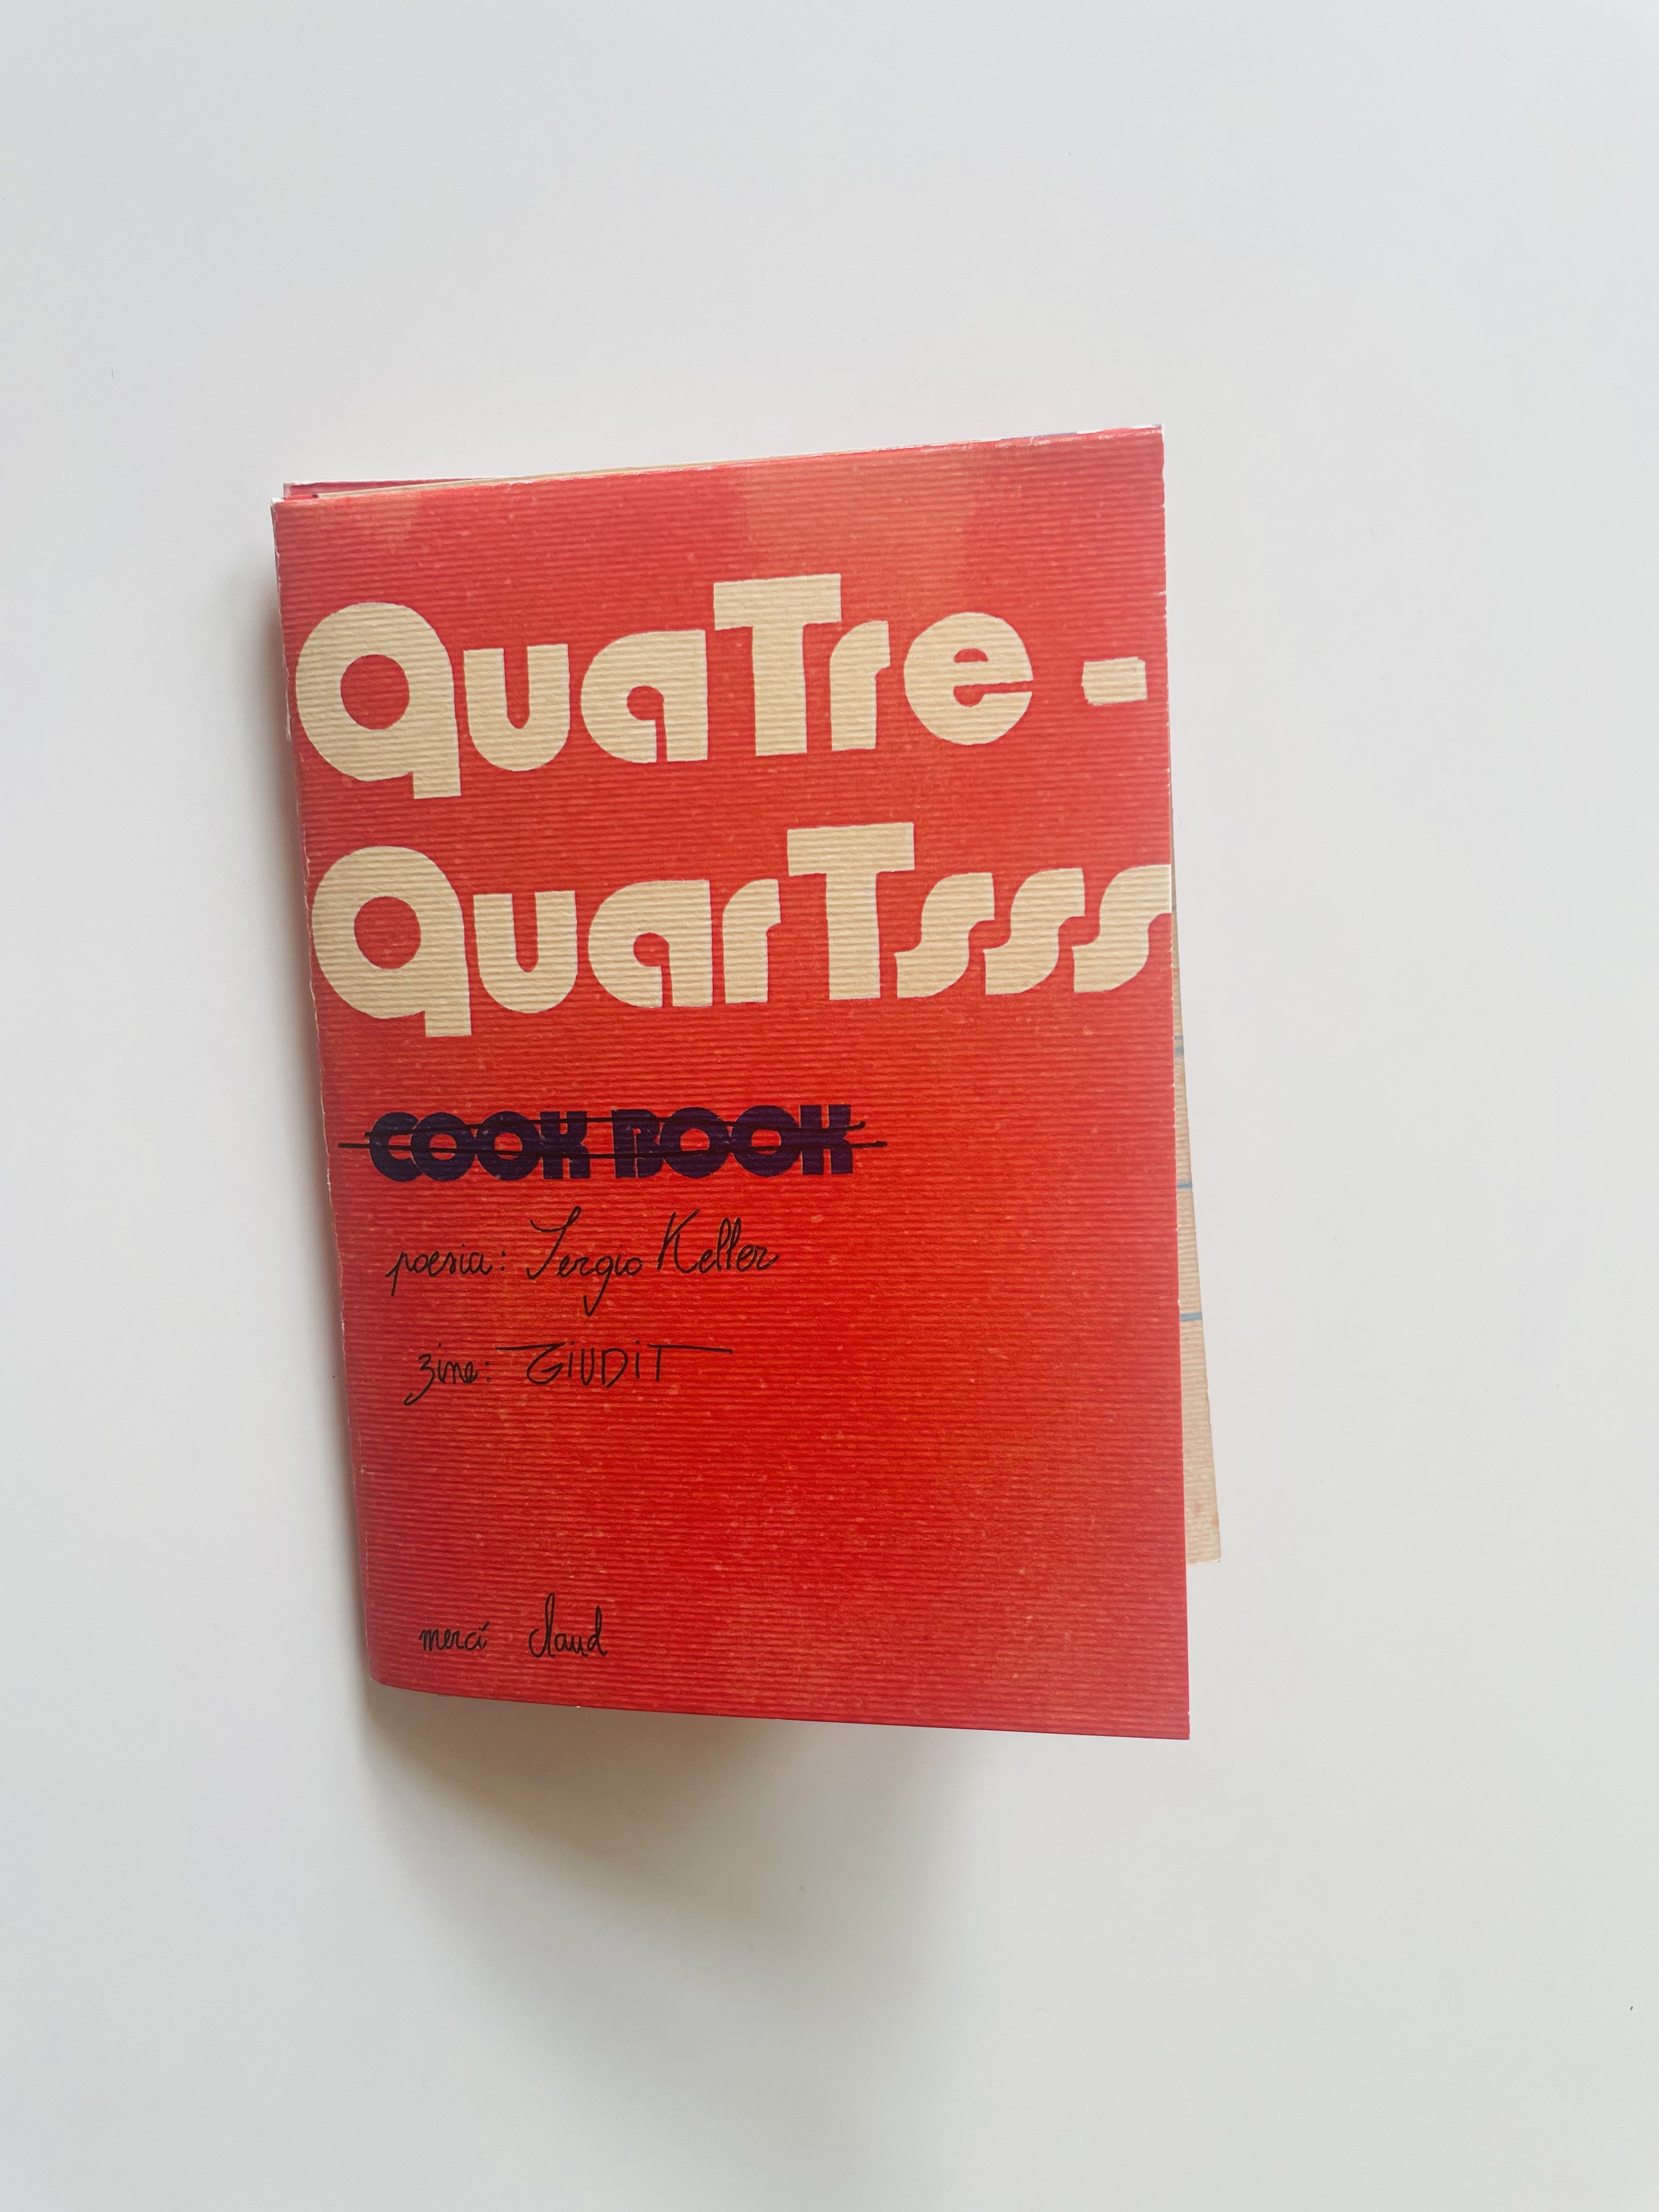 QuaTre-
QuarTsss
COOK BOOK
poesia: Sergio Keller
zine: GIUDIT
merci claud